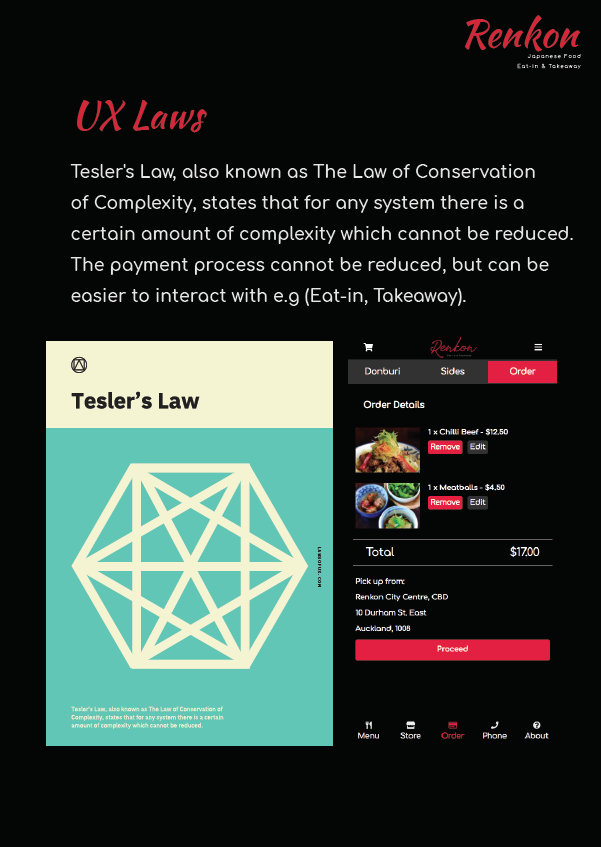 Renkon
Japanese Food
Eat-in & Takeaway
UX Laws
Tesler's Law, also known as The Law of Conservation
of Complexity, states that for any system there is a
certain amount of complexity which cannot be reduced.
The payment process cannot be reduced, but can be
easier to interact with e.g (Eat-in, Takeaway).
Tesler's Law
LAWSOFUX.COM
Tesler's Law, also known as The Law of Conservation of
Complexity, states that for any system there is a certain
amount of complexity which cannot be reduced.
Renkon
Donburi Sides Order
Order Details
1 x Chilli Beef - $12.50
Remove Edit
1 x Meatballs - $4.50
Remove Edit
Total $17.00
Pick up from:
Renkon City Centre, CBD
10 Durham St. East
Auckland, 1008
Proceed
Menu Store Order Phone About